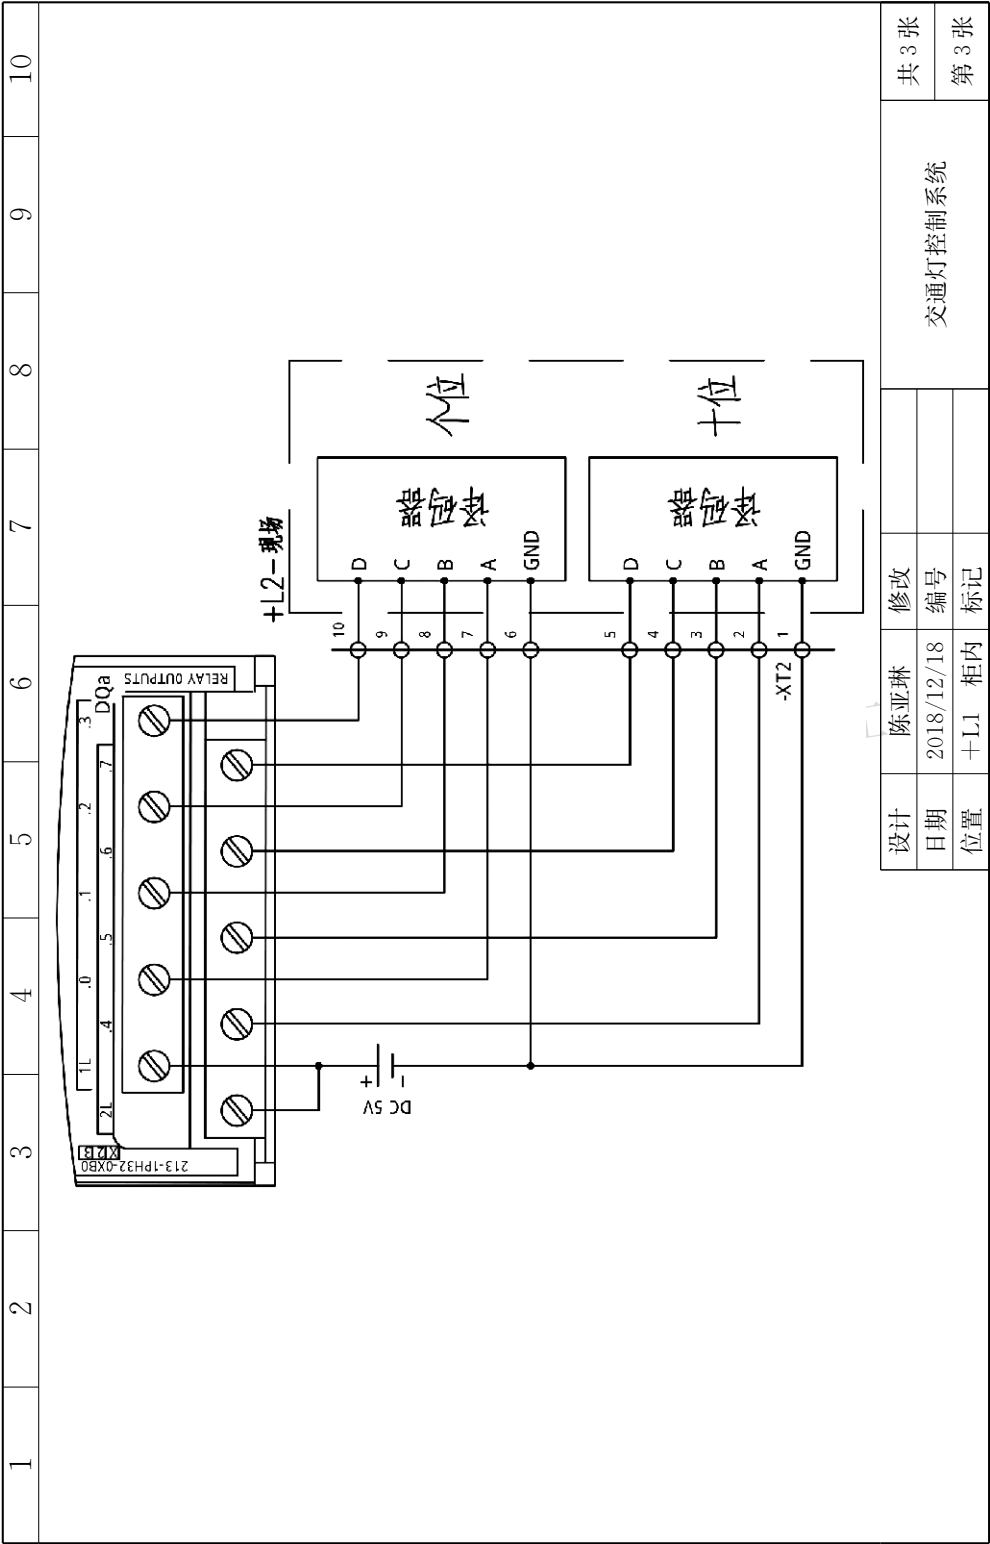 1 2 3 4 5 6 7 8 9 10
213-1PH32-0XB0
X12
RELAY OUTPUTS
DQa
1L .0 .1 .2 .3
2L .4 .5 .6 .7
DC 5V
+
-
+L2-现场
10 9 8 7 6 5 4 3 2 1
-XT2
D C B A GND
译码器
个位
D C B A GND
译码器
十位
设计 陈亚琳 修改
日期 2018/12/18 编号
位置 +L1 柜内 标记
交通灯控制系统
共 3 张
第 3 张